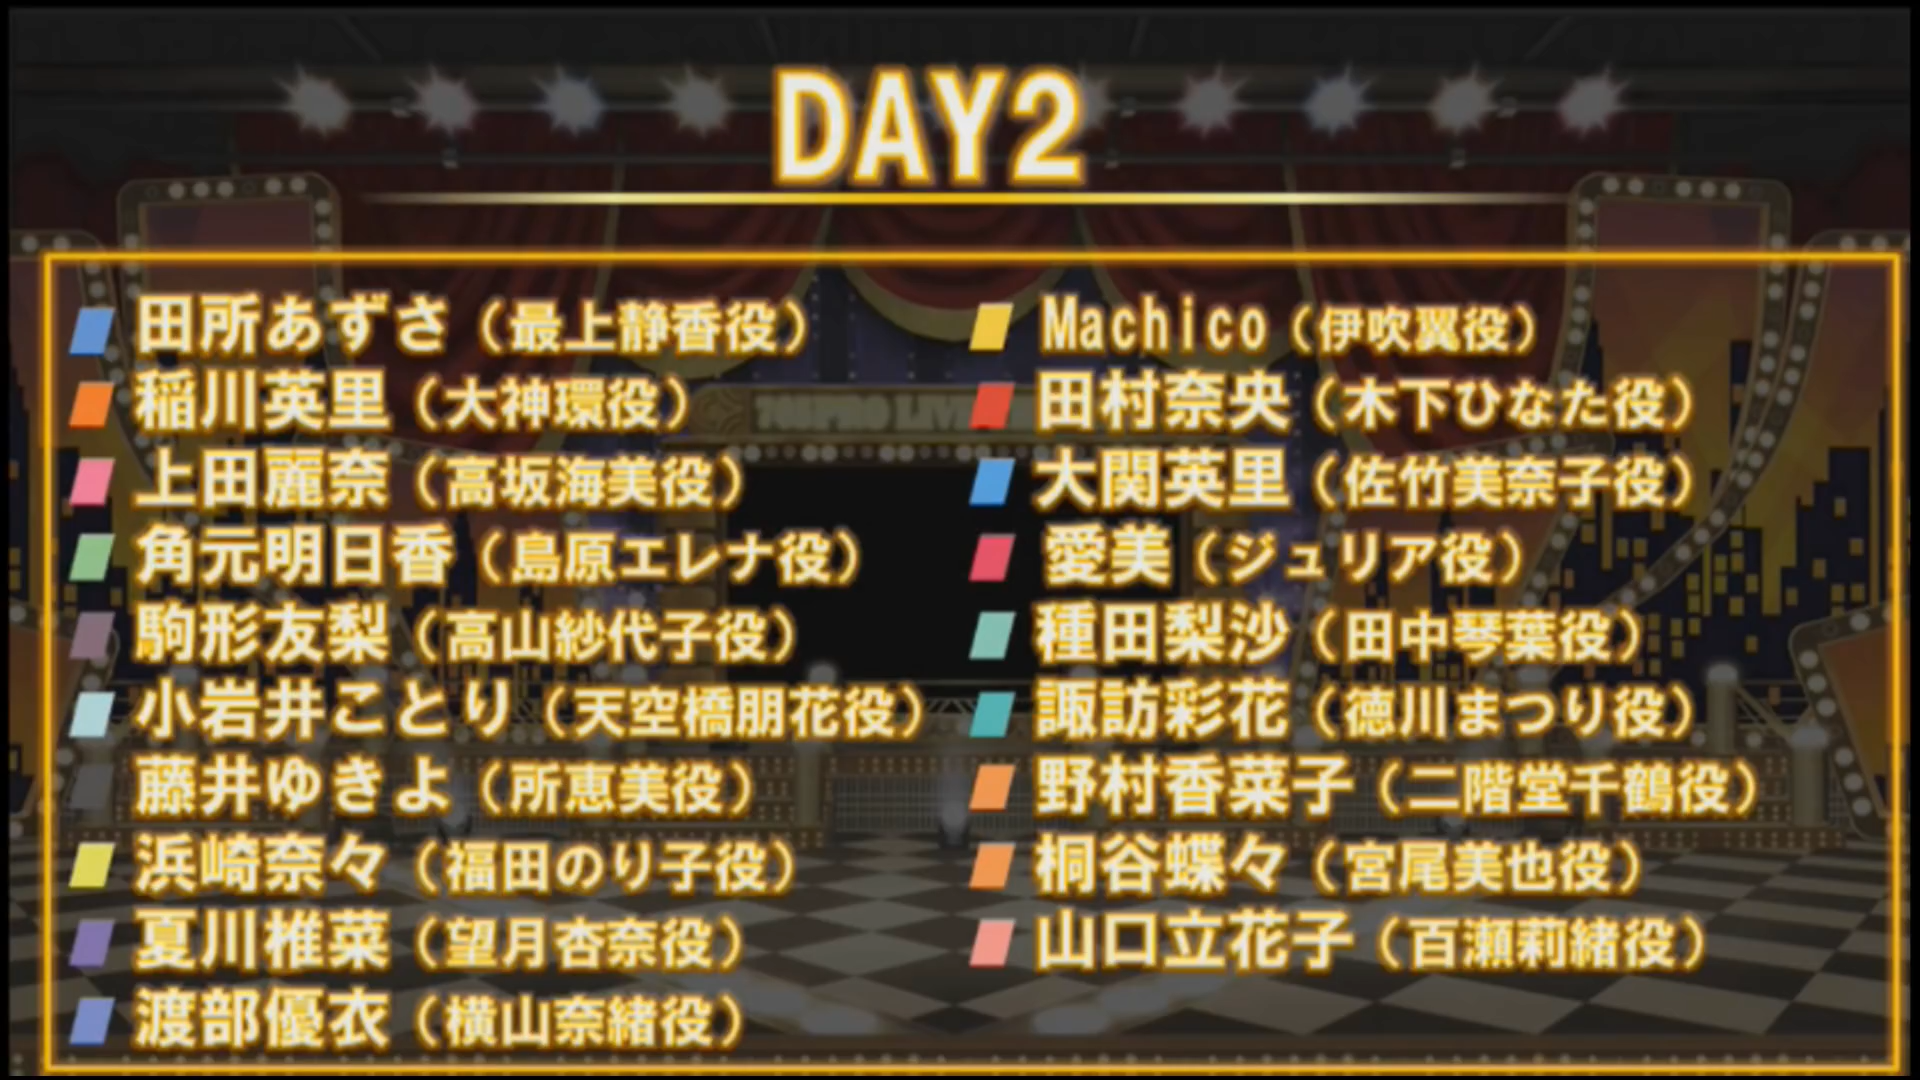 DAY2
田所あずさ（最上静香役）
稲川英里（大神環役）
上田麗奈（高坂海美役）
角元明日香（島原エレナ役）
駒形友梨（高山紗代子役）
小岩井ことり（天空橋朋花役）
藤井ゆきよ（所恵美役）
浜崎奈々（福田のり子役）
夏川椎菜（望月杏奈役）
渡部優衣（横山奈緒役）
Machico（伊吹翼役）
田村奈央（木下ひなた役）
大関英里（佐竹美奈子役）
愛美（ジュリア役）
種田梨沙（田中琴葉役）
諏訪彩花（徳川まつり役）
野村香菜子（二階堂千鶴役）
桐谷蝶々（宮尾美也役）
山口立花子（百瀬莉緒役）
765PRO LIVE